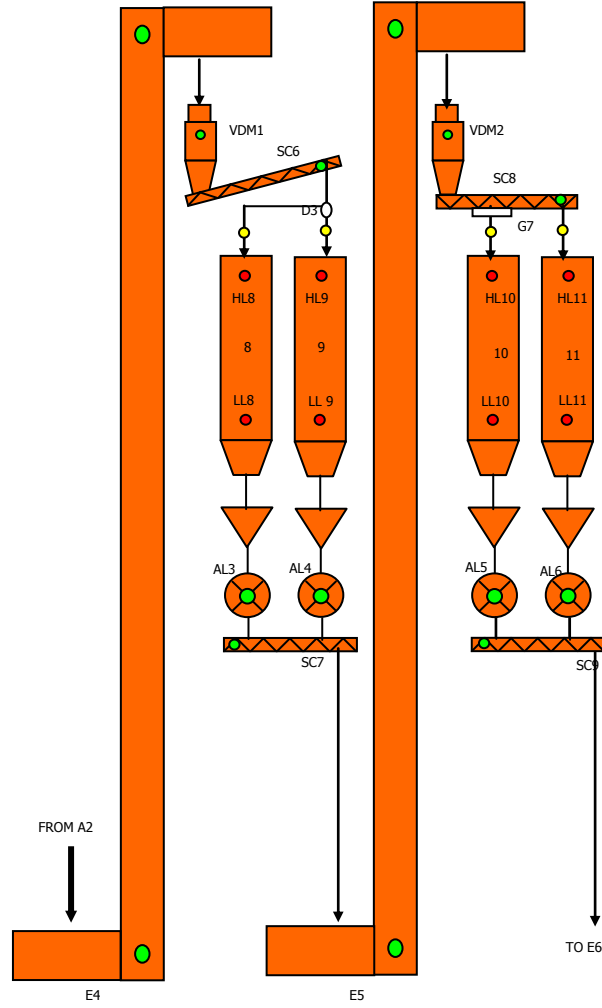 VDM1
VDM2
SC6
SC8
D3
G7
HL8
HL9
HL10
HL11
8
9
10
11
LL8
LL 9
LL10
LL11
AL3
AL4
AL5
AL6
SC7
SC9
FROM A2
TO E6
E4
E5